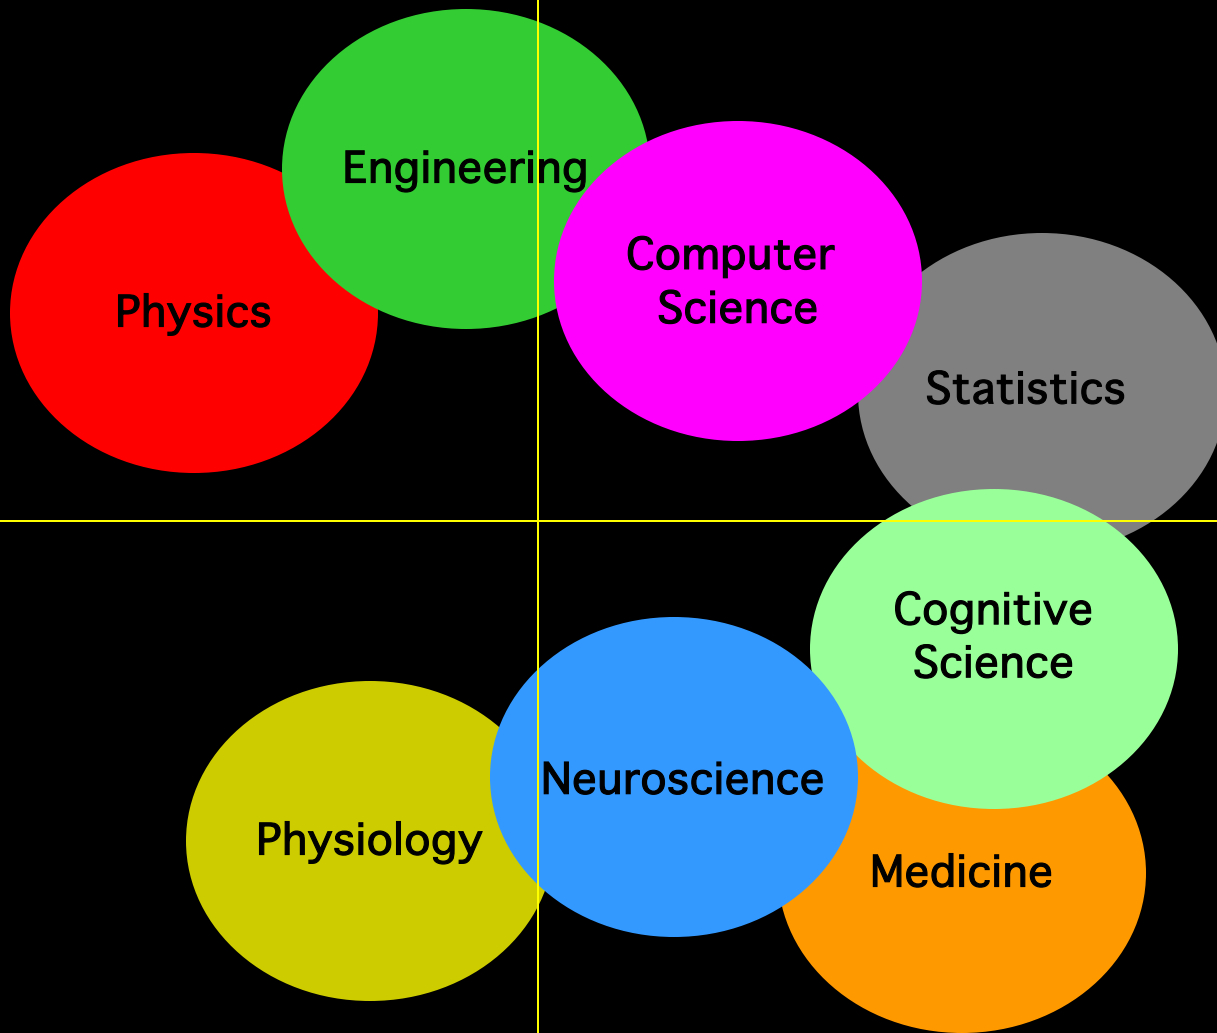 Engineering
Physics
Computer
Science
Statistics
Cognitive
Science
Neuroscience
Physiology
Medicine